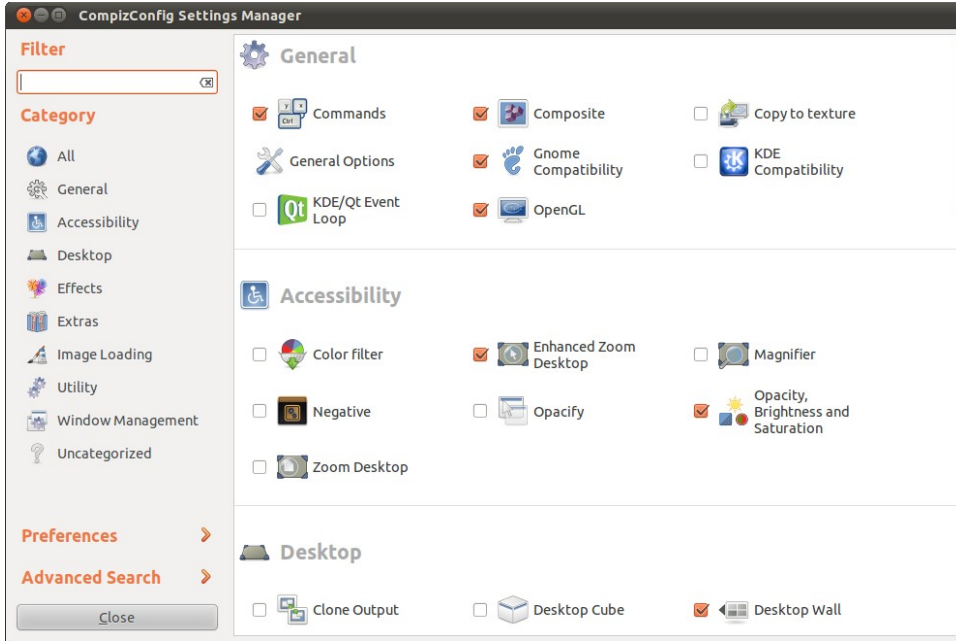 CompizConfig Settings Manager
Filter
Category
All
General
Accessibility
Desktop
Effects
Extras
Image Loading
Utility
Window Management
Uncategorized
Preferences
Advanced Search
Close
General
Commands
Composite
Copy to texture
General Options
Gnome
Compatibility
KDE
Compatibility
KDE/Qt Event
Loop
OpenGL
Accessibility
Color filter
Enhanced Zoom
Desktop
Magnifier
Negative
Opacify
Opacity,
Brightness and
Saturation
Zoom Desktop
Desktop
Clone Output
Desktop Cube
Desktop Wall